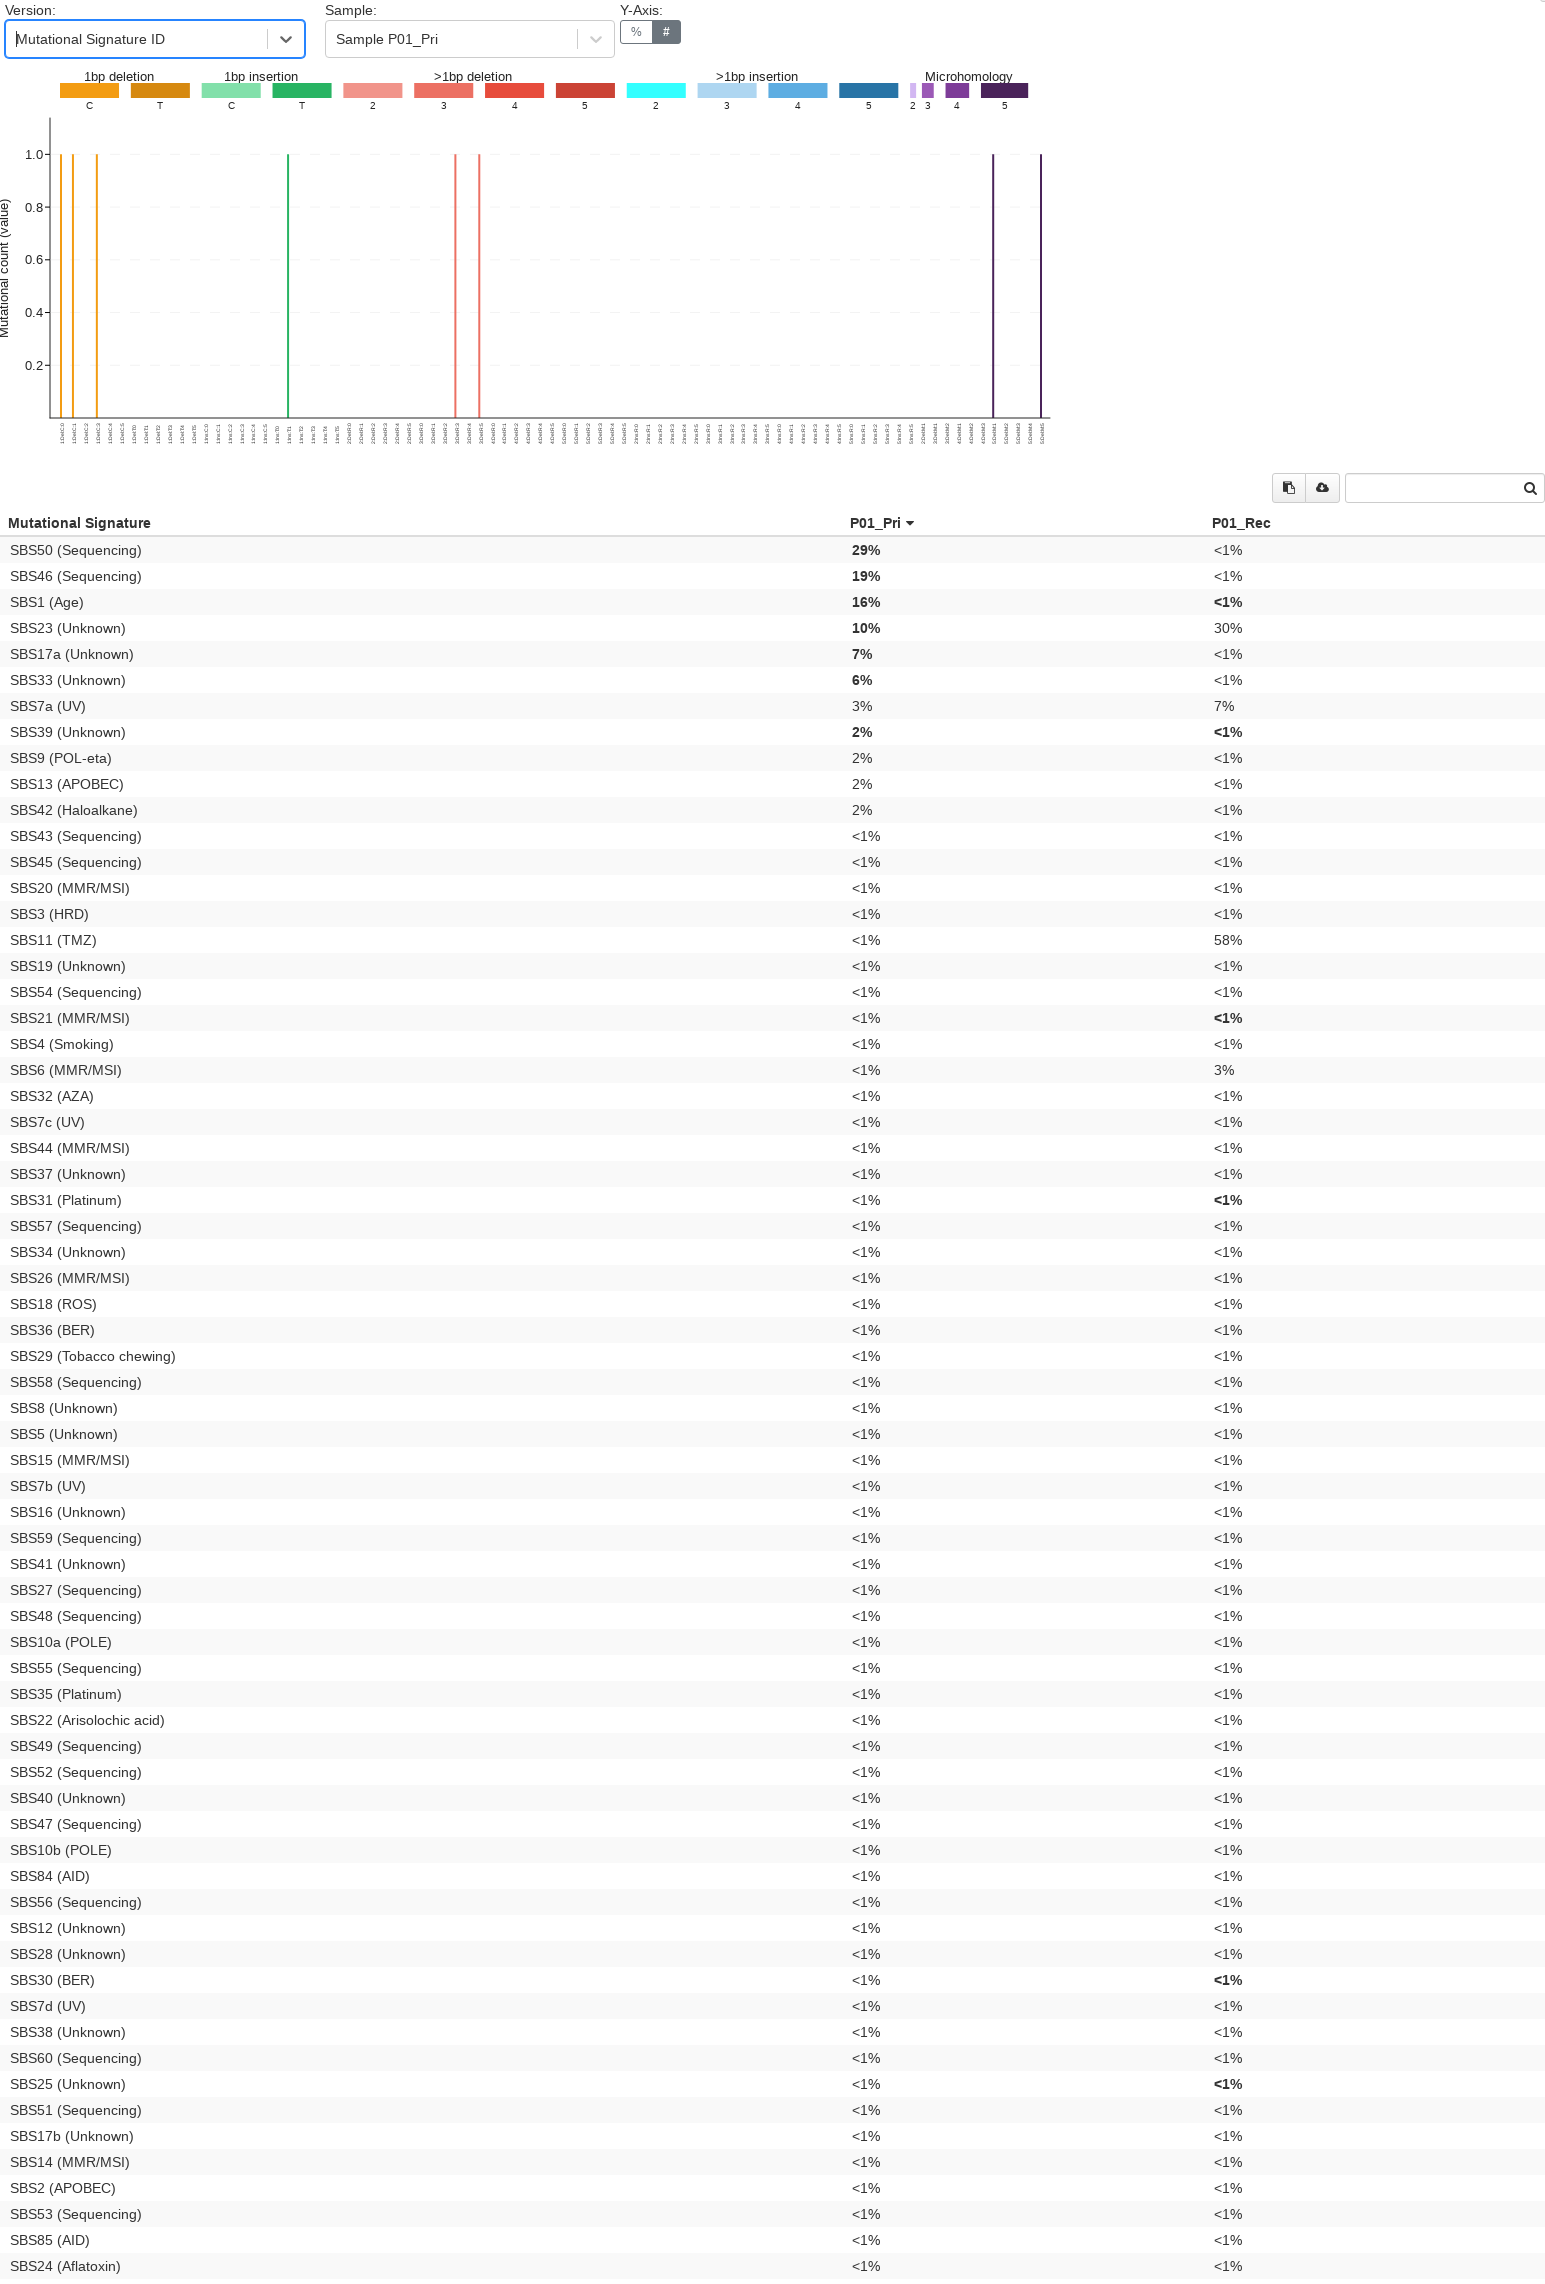 Version: Sample: Y-Axis:
Mutational Signature ID Sample P01_Pri % #
1bp deletion 1bp insertion >1bp deletion >1bp insertion Microhomology
C T C T 2 3 4 5 2 3 4 5 2 3 4 5
Mutational count (value)
1.0
0.8
0.6
0.4
0.2
Mutational Signature P01_Pri P01_Rec
SBS50 (Sequencing) 29% <1%
SBS46 (Sequencing) 19% <1%
SBS1 (Age) 16% <1%
SBS23 (Unknown) 10% 30%
SBS17a (Unknown) 7% <1%
SBS33 (Unknown) 6% <1%
SBS7a (UV) 3% 7%
SBS39 (Unknown) 2% <1%
SBS9 (POL-eta) 2% <1%
SBS13 (APOBEC) 2% <1%
SBS42 (Haloalkane) 2% <1%
SBS43 (Sequencing) <1% <1%
SBS45 (Sequencing) <1% <1%
SBS20 (MMR/MSI) <1% <1%
SBS3 (HRD) <1% <1%
SBS11 (TMZ) <1% 58%
SBS19 (Unknown) <1% <1%
SBS54 (Sequencing) <1% <1%
SBS21 (MMR/MSI) <1% <1%
SBS4 (Smoking) <1% <1%
SBS6 (MMR/MSI) <1% 3%
SBS32 (AZA) <1% <1%
SBS7c (UV) <1% <1%
SBS44 (MMR/MSI) <1% <1%
SBS37 (Unknown) <1% <1%
SBS31 (Platinum) <1% <1%
SBS57 (Sequencing) <1% <1%
SBS34 (Unknown) <1% <1%
SBS26 (MMR/MSI) <1% <1%
SBS18 (ROS) <1% <1%
SBS36 (BER) <1% <1%
SBS29 (Tobacco chewing) <1% <1%
SBS58 (Sequencing) <1% <1%
SBS8 (Unknown) <1% <1%
SBS5 (Unknown) <1% <1%
SBS15 (MMR/MSI) <1% <1%
SBS7b (UV) <1% <1%
SBS16 (Unknown) <1% <1%
SBS59 (Sequencing) <1% <1%
SBS41 (Unknown) <1% <1%
SBS27 (Sequencing) <1% <1%
SBS48 (Sequencing) <1% <1%
SBS10a (POLE) <1% <1%
SBS55 (Sequencing) <1% <1%
SBS35 (Platinum) <1% <1%
SBS22 (Arisolochic acid) <1% <1%
SBS49 (Sequencing) <1% <1%
SBS52 (Sequencing) <1% <1%
SBS40 (Unknown) <1% <1%
SBS47 (Sequencing) <1% <1%
SBS10b (POLE) <1% <1%
SBS84 (AID) <1% <1%
SBS56 (Sequencing) <1% <1%
SBS12 (Unknown) <1% <1%
SBS28 (Unknown) <1% <1%
SBS30 (BER) <1% <1%
SBS7d (UV) <1% <1%
SBS38 (Unknown) <1% <1%
SBS60 (Sequencing) <1% <1%
SBS25 (Unknown) <1% <1%
SBS51 (Sequencing) <1% <1%
SBS17b (Unknown) <1% <1%
SBS14 (MMR/MSI) <1% <1%
SBS2 (APOBEC) <1% <1%
SBS53 (Sequencing) <1% <1%
SBS85 (AID) <1% <1%
SBS24 (Aflatoxin) <1% <1%